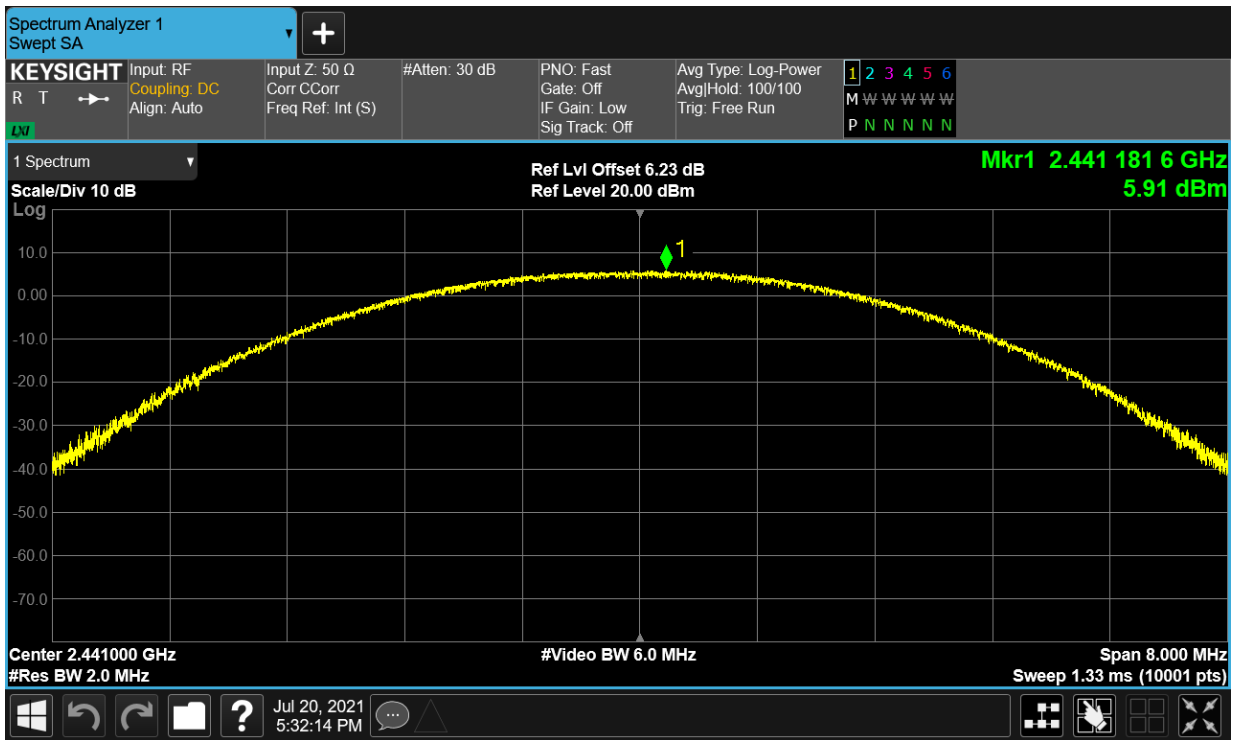 Spectrum Analyzer 1
Swept SA
KEYSIGHT
R T
LXI
Input: RF
Coupling: DC
Align: Auto
Input Z: 50 Ω
Corr CCorr
Freq Ref: Int (S)
#Atten: 30 dB
PNO: Fast
Gate: Off
IF Gain: Low
Sig Track: Off
Avg Type: Log-Power
Avg|Hold: 100/100
Trig: Free Run
1 2 3 4 5 6
M W W W W W
P N N N N N
1 Spectrum
Scale/Div 10 dB
Log
Ref Lvl Offset 6.23 dB
Ref Level 20.00 dBm
Mkr1 2.441 181 6 GHz
5.91 dBm
1
10.0
0.00
-10.0
-20.0
-30.0
-40.0
-50.0
-60.0
-70.0
Center 2.441000 GHz
#Res BW 2.0 MHz
#Video BW 6.0 MHz
Span 8.000 MHz
Sweep 1.33 ms (10001 pts)
?
Jul 20, 2021
5:32:14 PM